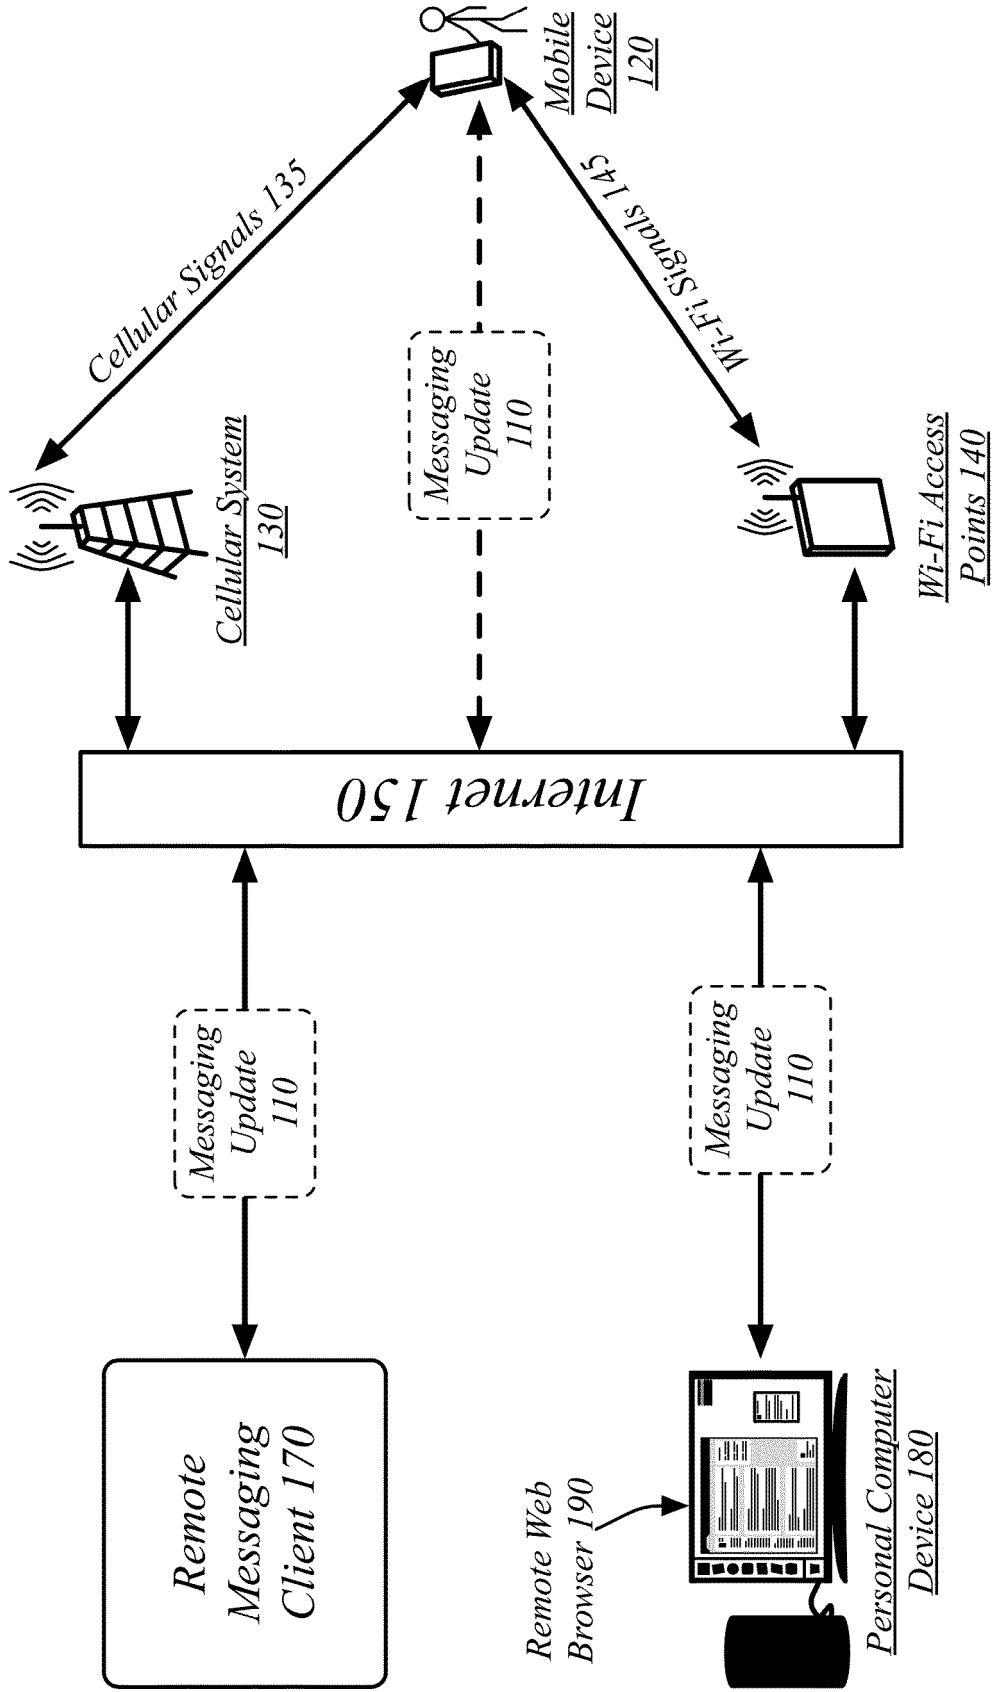 Mobile
Device
120
Cellular Signals 135
Wi-Fi Signals 145
Messaging
Update
110
Cellular System
130
Wi-Fi Access
Points 140
Internet 150
Messaging
Update
110
Messaging
Update
110
Remote
Messaging
Client 170
Remote Web
Browser 190
Personal Computer
Device 180